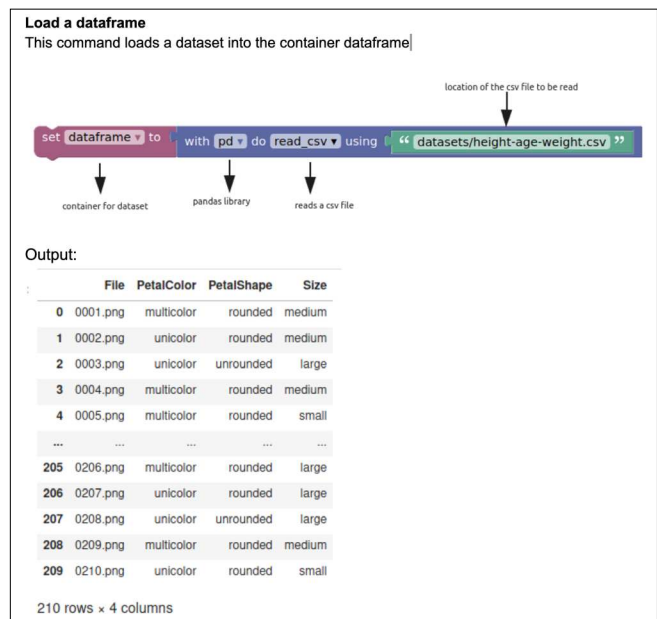 Load a dataframe
This command loads a dataset into the container dataframe
location of the csv file to be read
set dataframe to with pd do read_csv using “ datasets/height-age-weight.csv ”
container for dataset pandas library reads a csv file
Output:
: File PetalColor PetalShape Size
0 0001.png multicolor rounded medium
1 0002.png unicolor rounded medium
2 0003.png unicolor unrounded large
3 0004.png multicolor rounded medium
4 0005.png multicolor rounded small
... ... ... ... ...
205 0206.png multicolor rounded large
206 0207.png unicolor rounded large
207 0208.png unicolor unrounded large
208 0209.png multicolor rounded medium
209 0210.png unicolor rounded small
210 rows × 4 columns